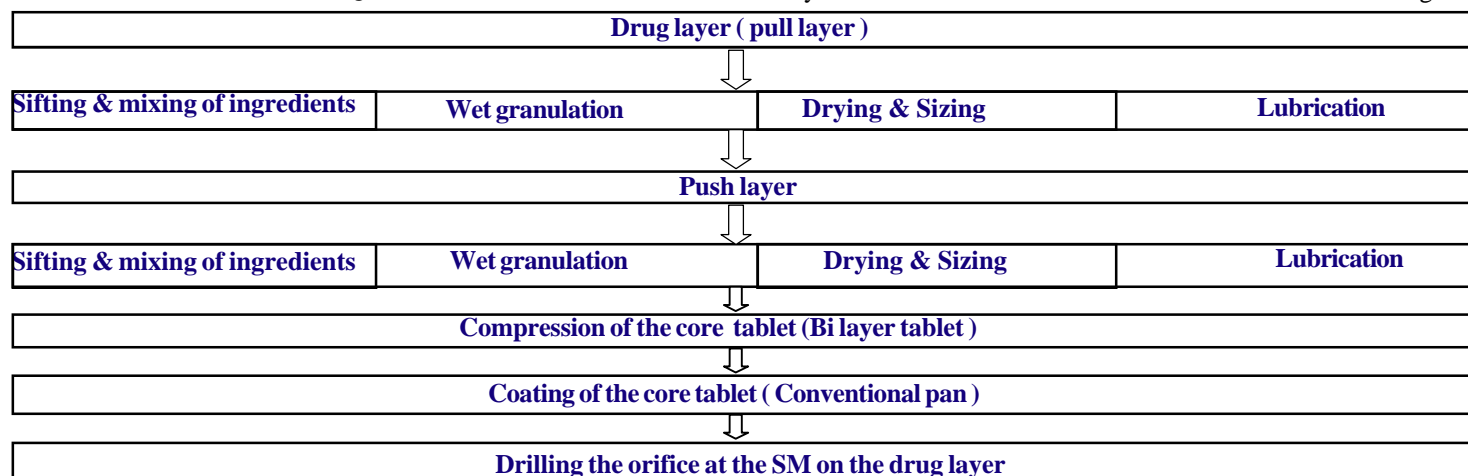 Drug layer ( pull layer )
Sifting & mixing of ingredients Wet granulation Drying & Sizing Lubrication
Push layer
Sifting & mixing of ingredients Wet granulation Drying & Sizing Lubrication
Compression of the core tablet (Bi layer tablet )
Coating of the core tablet ( Conventional pan )
Drilling the orifice at the SM on the drug layer